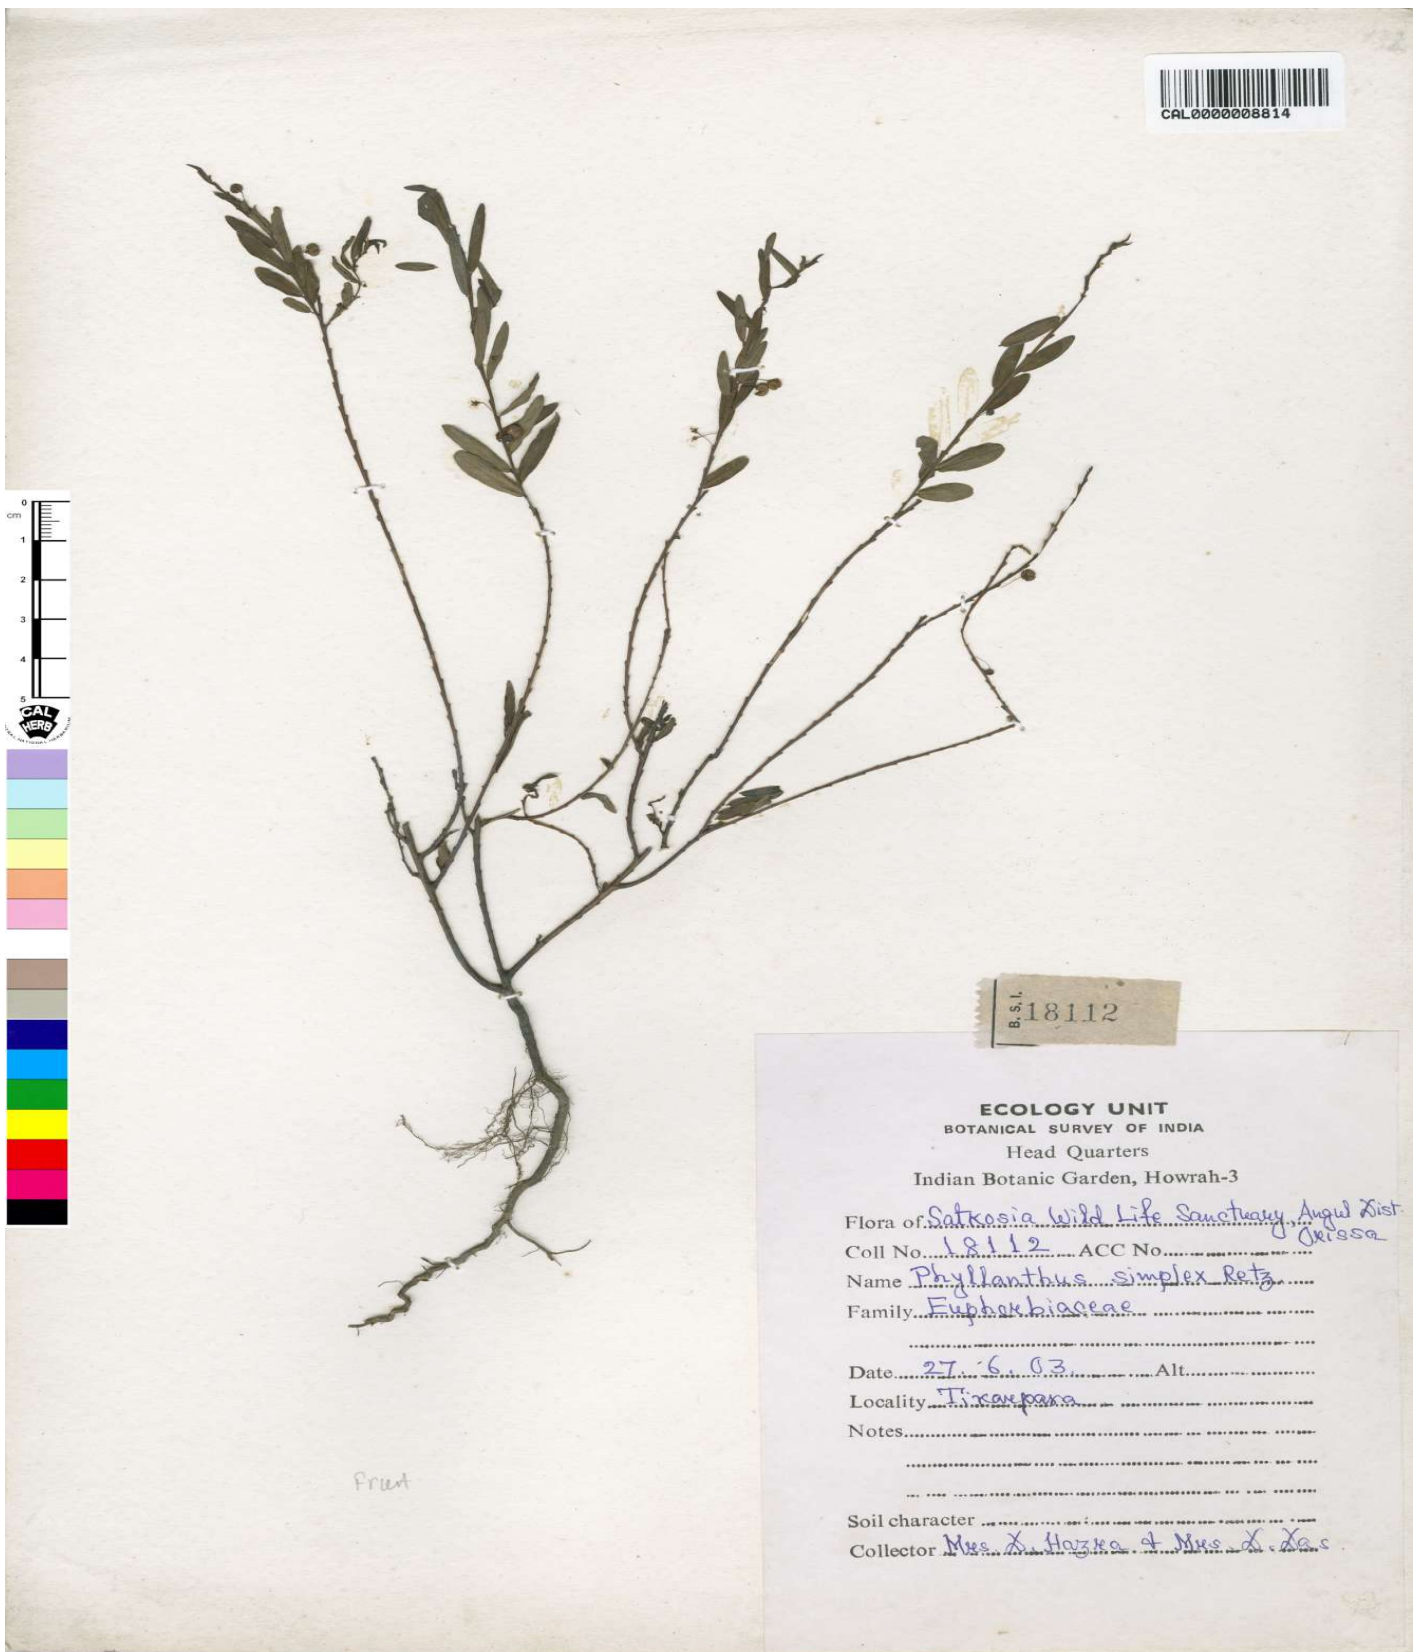 CAL0000008814
0
cm
1
2
3
4
5
CAL
HERB
B. S. I. 18112
ECOLOGY UNIT
BOTANICAL SURVEY OF INDIA
Head Quarters
Indian Botanic Garden, Howrah-3
Flora of Satkosia Wild Life Sanctuary, Angul Dist.
Orissa
Coll No. 18112 ACC No.
Name Phyllanthus simplex Retz.
Family Euphorbiaceae
Date 27. 6. 03. Alt.
Locality Tikarpara
Notes
Soil character
Collector Mrs. D. Hazra & Mrs. D. Das.
Fruit